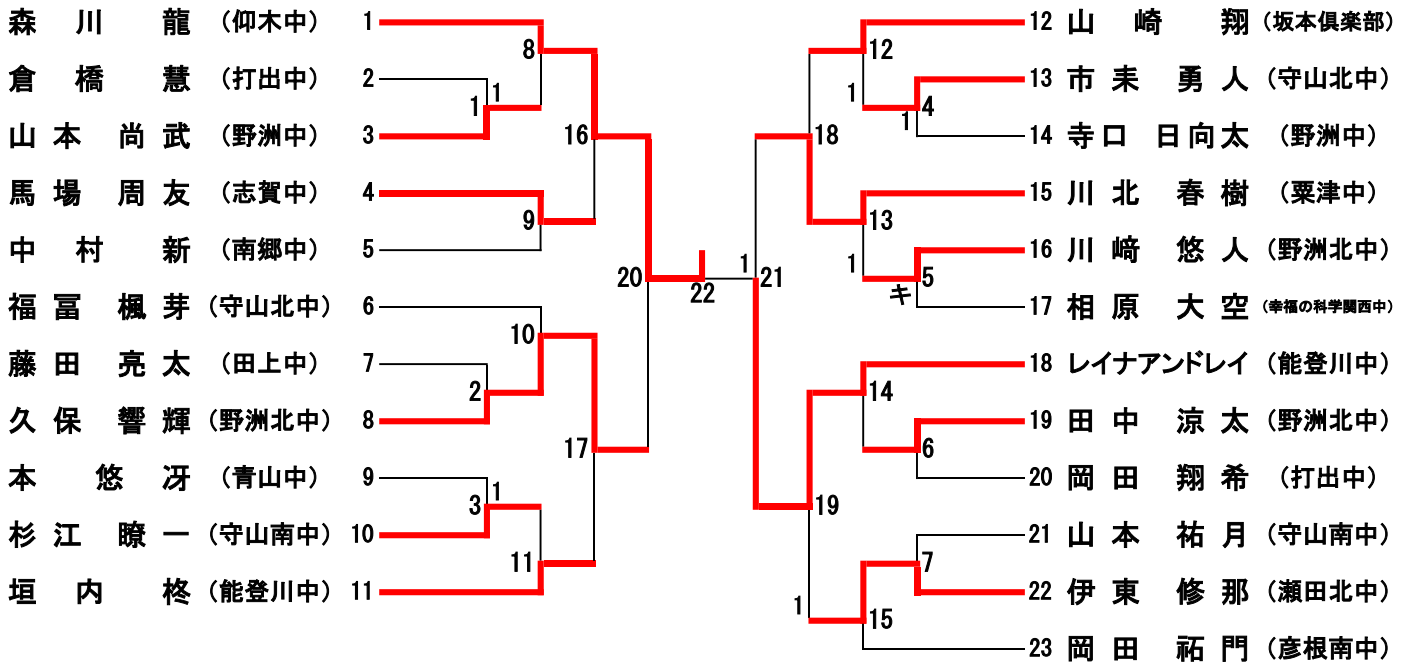 森川 龍 （仰木中） 1
倉橋 慧 （打出中） 2
山本 尚武 （野洲中） 3
馬場 周友 （志賀中） 4
中村 新 （南郷中） 5
福冨 楓芽 （守山北中） 6
藤田 亮太 （田上中） 7
久保 響輝 （野洲北中） 8
本 悠冴 （青山中） 9
杉江 瞭一 （守山南中） 10
垣内 柊 （能登川中） 11
8
1
1
16
9
20
10
2
17
1
3
11
22
12 山崎 翔 （坂本倶楽部）
13 市耒 勇人 （守山北中）
14 寺口 日向太 （野洲中）
15 川北 春樹 （粟津中）
16 川﨑 悠人 （野洲北中）
17 相原 大空 （幸福の科学関西中）
18 レイナアンドレイ （能登川中）
19 田中 涼太 （野洲北中）
20 岡田 翔希 （打出中）
21 山本 祐月 （守山南中）
22 伊東 修那 （瀬田北中）
23 岡田 祏門 （彦根南中）
12
1
4
1
18
13
1
21
1
5
キ
14
6
19
7
1
15